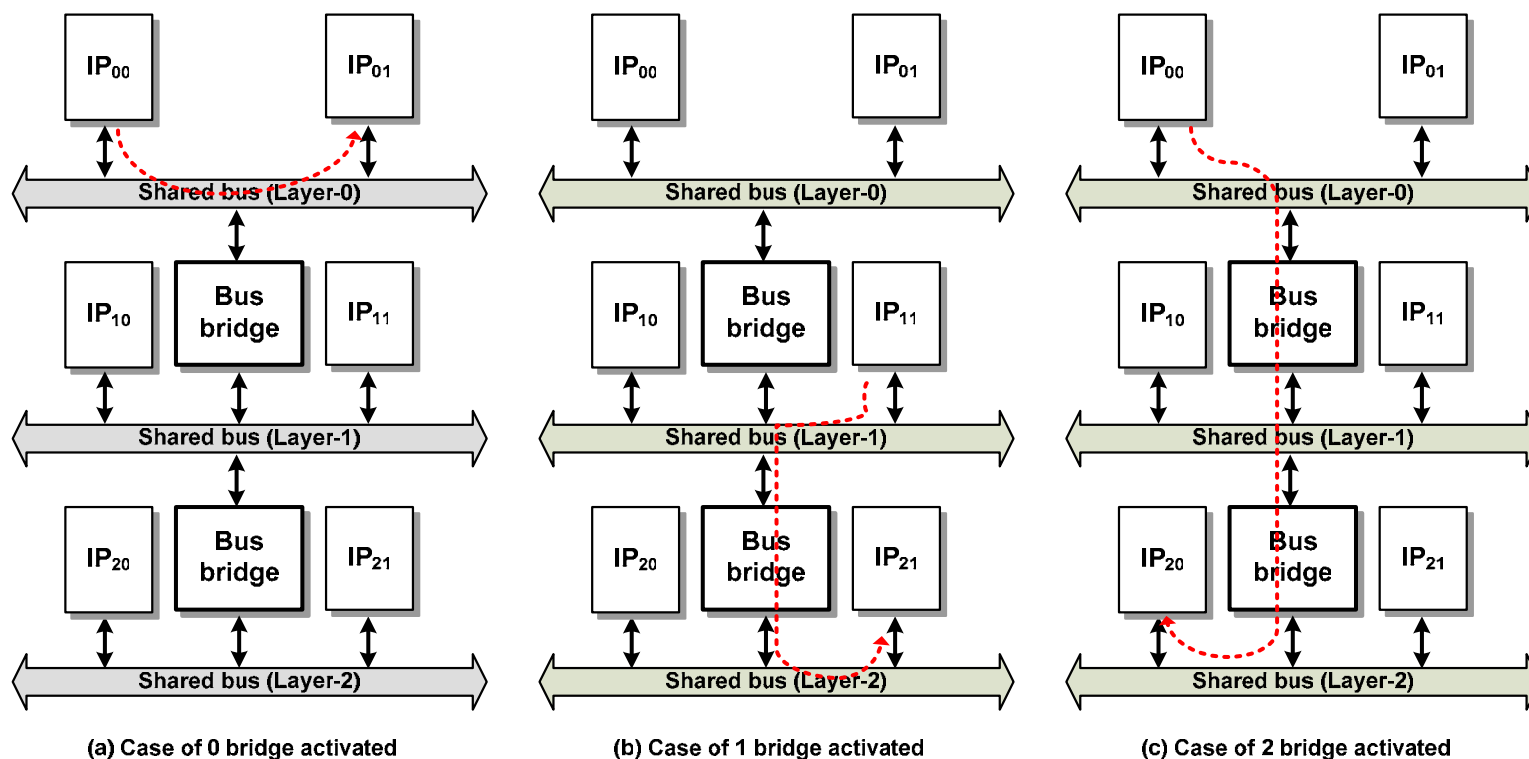 IP00
IP01
Shared bus (Layer-0)
IP10
Bus
bridge
IP11
Shared bus (Layer-1)
IP20
Bus
bridge
IP21
Shared bus (Layer-2)
(a) Case of 0 bridge activated
IP00
IP01
Shared bus (Layer-0)
IP10
Bus
bridge
IP11
Shared bus (Layer-1)
IP20
Bus
bridge
IP21
Shared bus (Layer-2)
(b) Case of 1 bridge activated
IP00
IP01
Shared bus (Layer-0)
IP10
Bus
bridge
IP11
Shared bus (Layer-1)
IP20
Bus
bridge
IP21
Shared bus (Layer-2)
(c) Case of 2 bridge activated